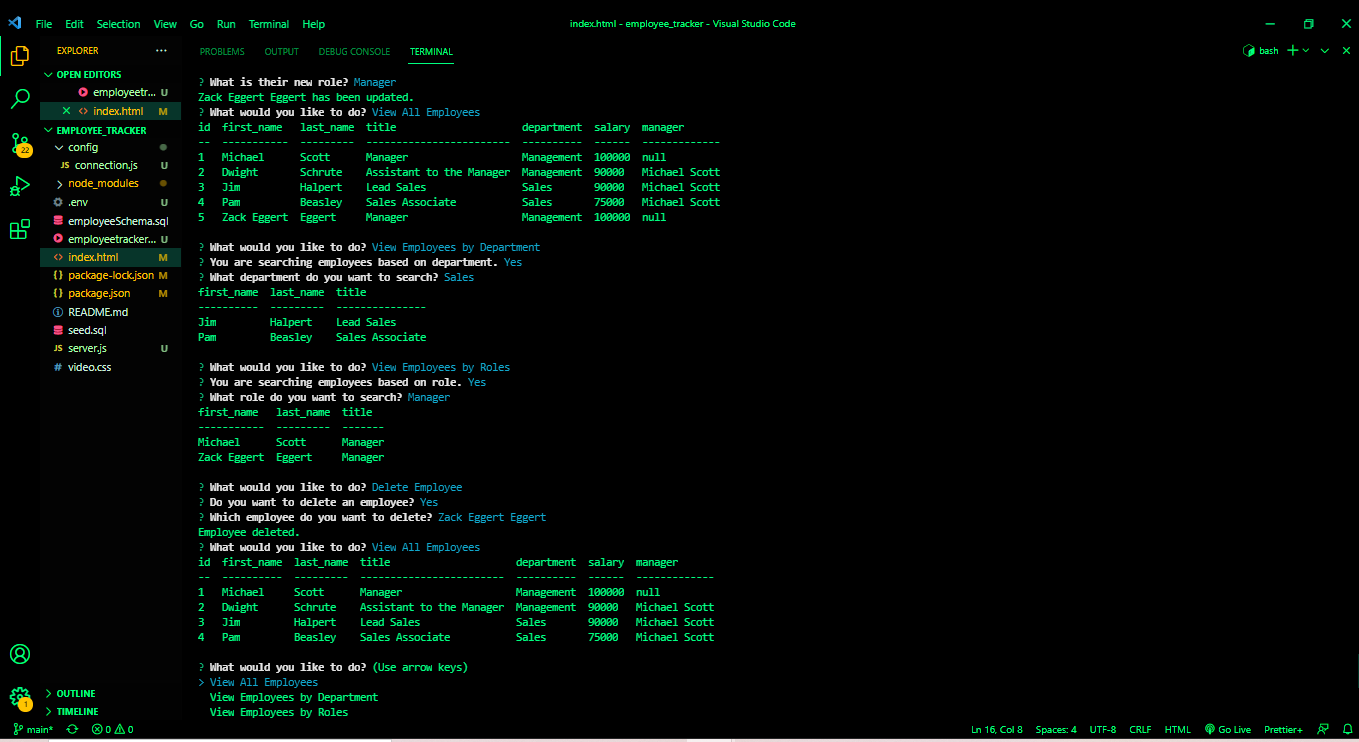 File Edit Selection View Go Run Terminal Help
index.html - employee_tracker - Visual Studio Code
EXPLORER ...
OPEN EDITORS
employeetr... U
index.html M
EMPLOYEE_TRACKER
config
JS connection.js U
node_modules
.env U
employeeSchema.sql
employeetracker... U
index.html M
{} package-lock.json M
{} package.json M
README.md
seed.sql
JS server.js U
# video.css
OUTLINE
TIMELINE
22
1
PROBLEMS OUTPUT DEBUG CONSOLE TERMINAL
bash
? What is their new role? Manager
Zack Eggert Eggert has been updated.
? What would you like to do? View All Employees
id first_name last_name title department salary manager
-- ----------- --------- ------------------------ ---------- ------ -------------
1 Michael Scott Manager Management 100000 null
2 Dwight Schrute Assistant to the Manager Management 90000 Michael Scott
3 Jim Halpert Lead Sales Sales 90000 Michael Scott
4 Pam Beasley Sales Associate Sales 75000 Michael Scott
5 Zack Eggert Eggert Manager Management 100000 null
? What would you like to do? View Employees by Department
? You are searching employees based on department. Yes
? What department do you want to search? Sales
first_name last_name title
---------- --------- ---------------
Jim Halpert Lead Sales
Pam Beasley Sales Associate
? What would you like to do? View Employees by Roles
? You are searching employees based on role. Yes
? What role do you want to search? Manager
first_name last_name title
----------- --------- -------
Michael Scott Manager
Zack Eggert Eggert Manager
? What would you like to do? Delete Employee
? Do you want to delete an employee? Yes
? Which employee do you want to delete? Zack Eggert Eggert
Employee deleted.
? What would you like to do? View All Employees
id first_name last_name title department salary manager
-- ---------- --------- ------------------------ ---------- ------ -------------
1 Michael Scott Manager Management 100000 null
2 Dwight Schrute Assistant to the Manager Management 90000 Michael Scott
3 Jim Halpert Lead Sales Sales 90000 Michael Scott
4 Pam Beasley Sales Associate Sales 75000 Michael Scott
? What would you like to do? (Use arrow keys)
> View All Employees
View Employees by Department
View Employees by Roles
main* 0 0
Ln 16, Col 8 Spaces: 4 UTF-8 CRLF HTML Go Live Prettier+